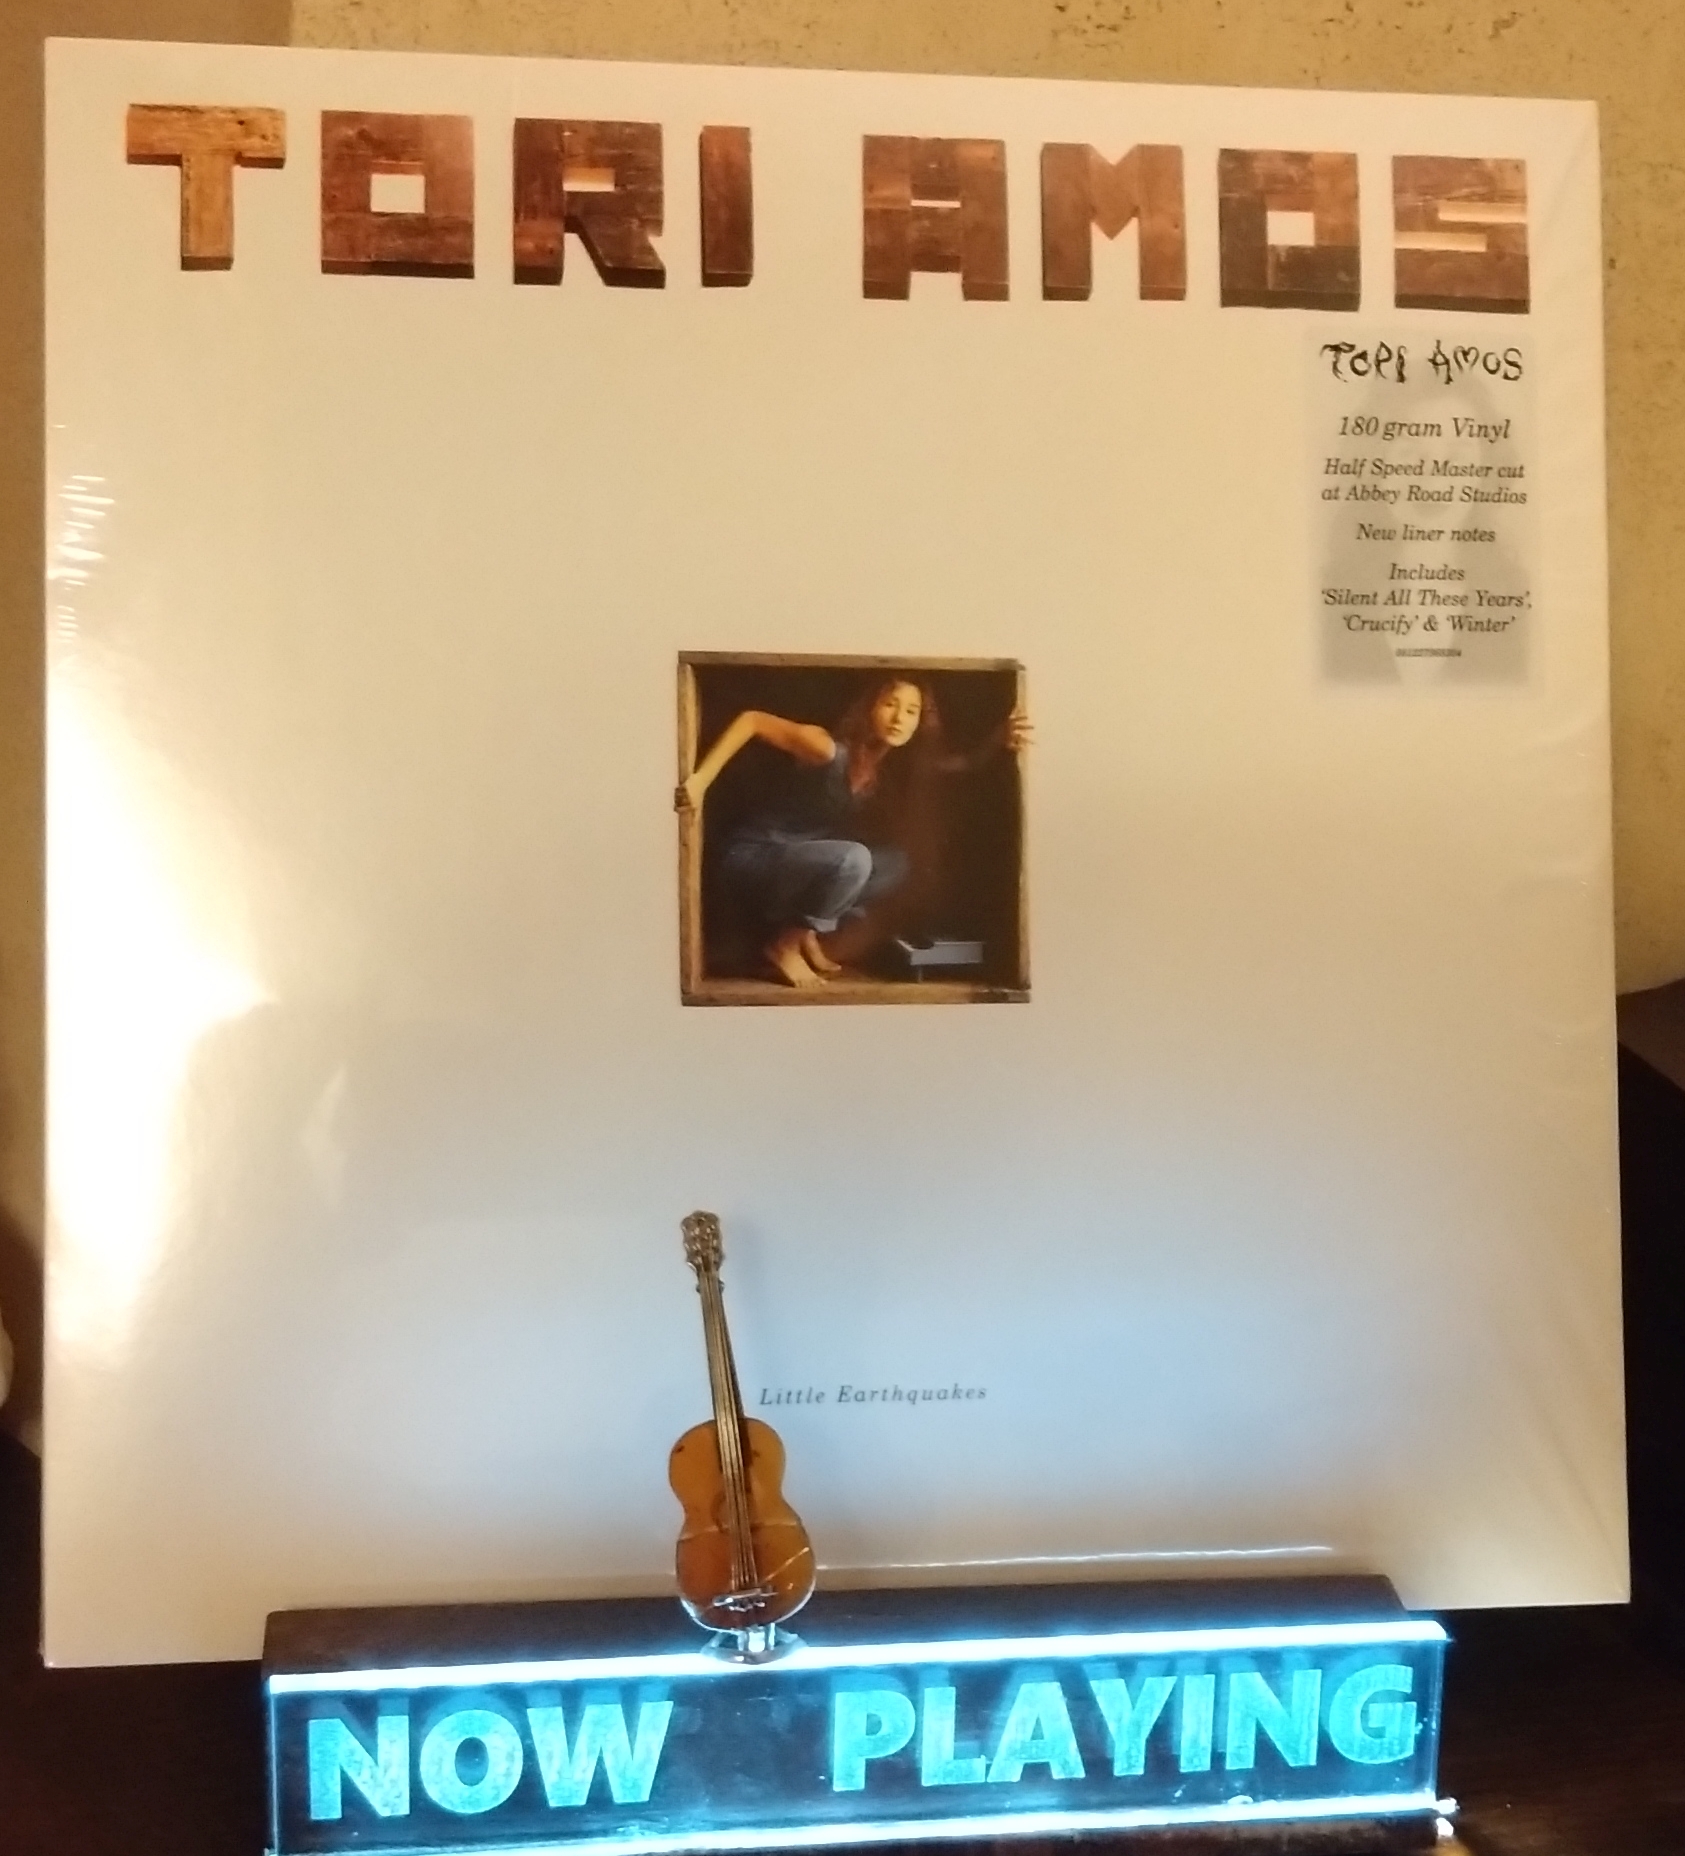 TORI AMOS
TORI AMOS
180 gram Vinyl
Half Speed Master cut
at Abbey Road Studios
New liner notes
Includes
‘Silent All These Years’,
‘Crucify’ & ‘Winter’
Little Earthquakes
NOW PLAYING